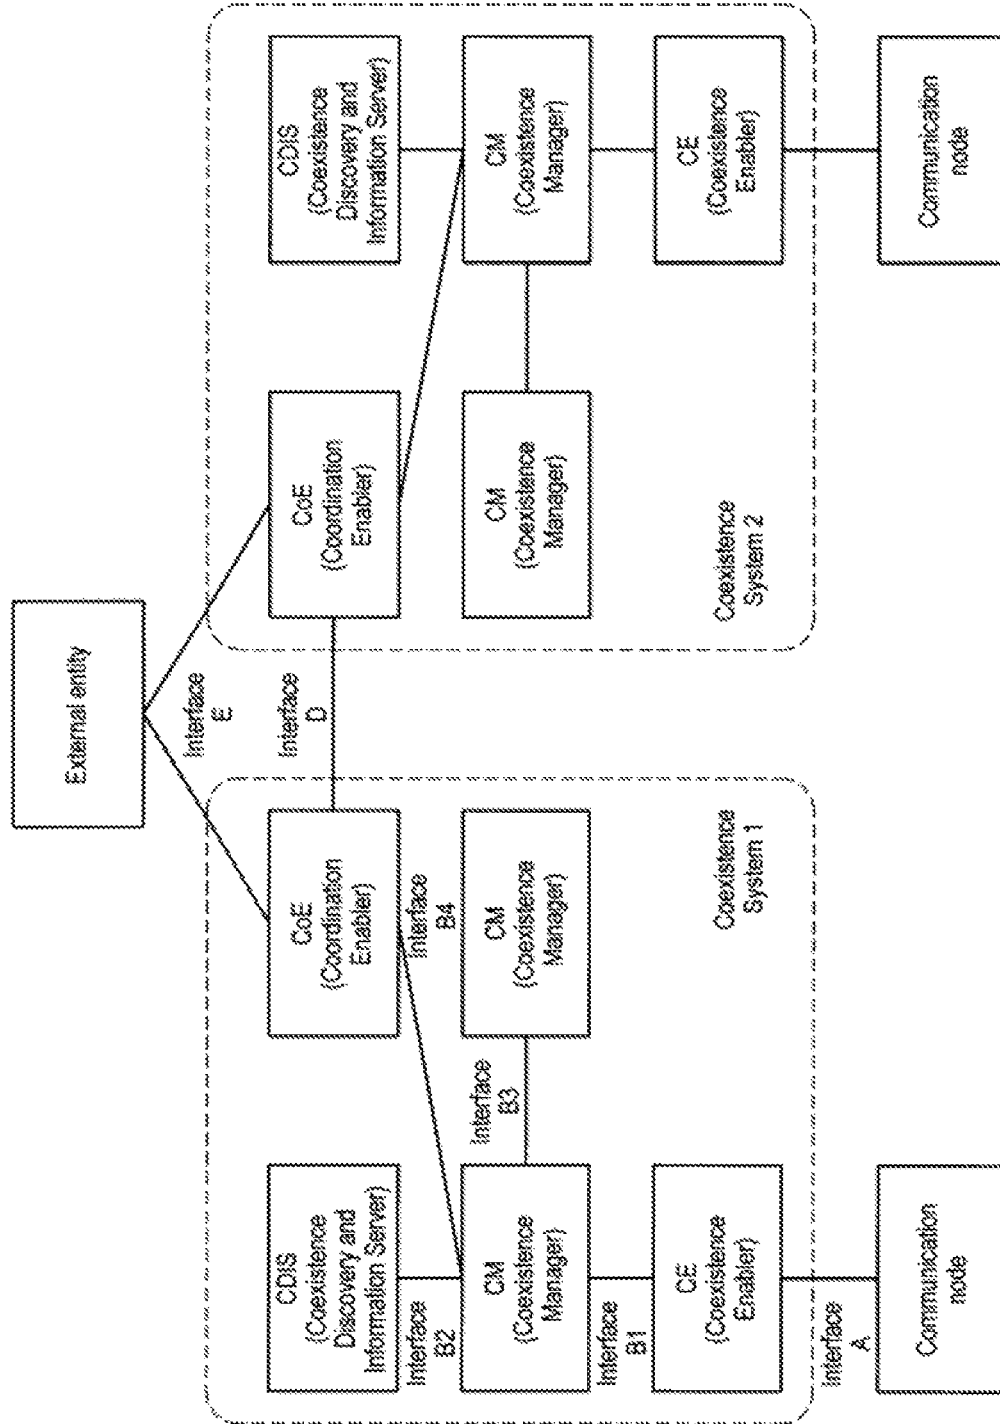 External entity
Interface
E
Interface
D
CDIS
(Coexistence
Discovery and
Information Server)
CoE
(Coordination
Enabler)
CoE
(Coordination
Enabler)
CDIS
(Coexistence
Discovery and
Information Server)
Interface
B2
Interface
B4
CM
(Coexistence
Manager)
Interface
B3
CM
(Coexistence
Manager)
CM
(Coexistence
Manager)
CM
(Coexistence
Manager)
Interface
B1
CE
(Coexistence
Enabler)
Coexistence
System 1
Coexistence
System 2
CE
(Coexistence
Enabler)
Interface
A
Communication
node
Communication
node